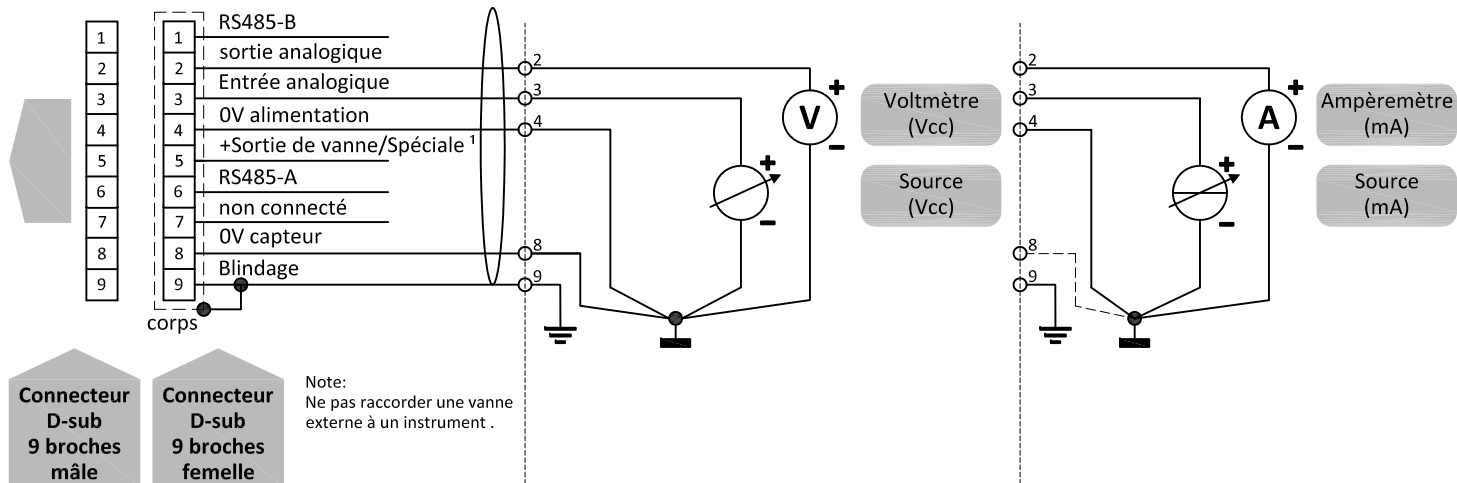 1
2
3
4
5
6
7
8
9
1
2
3
4
5
6
7
8
9
RS485-B
sortie analogique
Entrée analogique
0V alimentation
+Sortie de vanne/Spéciale ¹
RS485-A
non connecté
0V capteur
Blindage
corps
2
3
4
8
9
+
V
−
+
−
Voltmètre
(Vcc)
Source
(Vcc)
2
3
4
8
9
+
A
−
+
−
Ampèremètre
(mA)
Source
(mA)
Connecteur
D-sub
9 broches
mâle
Connecteur
D-sub
9 broches
femelle
Note:
Ne pas raccorder une vanne
externe à un instrument .